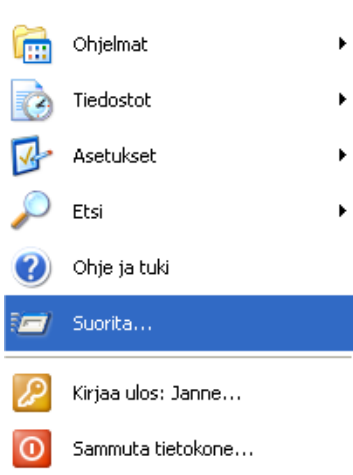 Ohjelmat
Tiedostot
Asetukset
Etsi
Ohje ja tuki
Suorita...
Kirjaa ulos: Janne...
Sammuta tietokone...